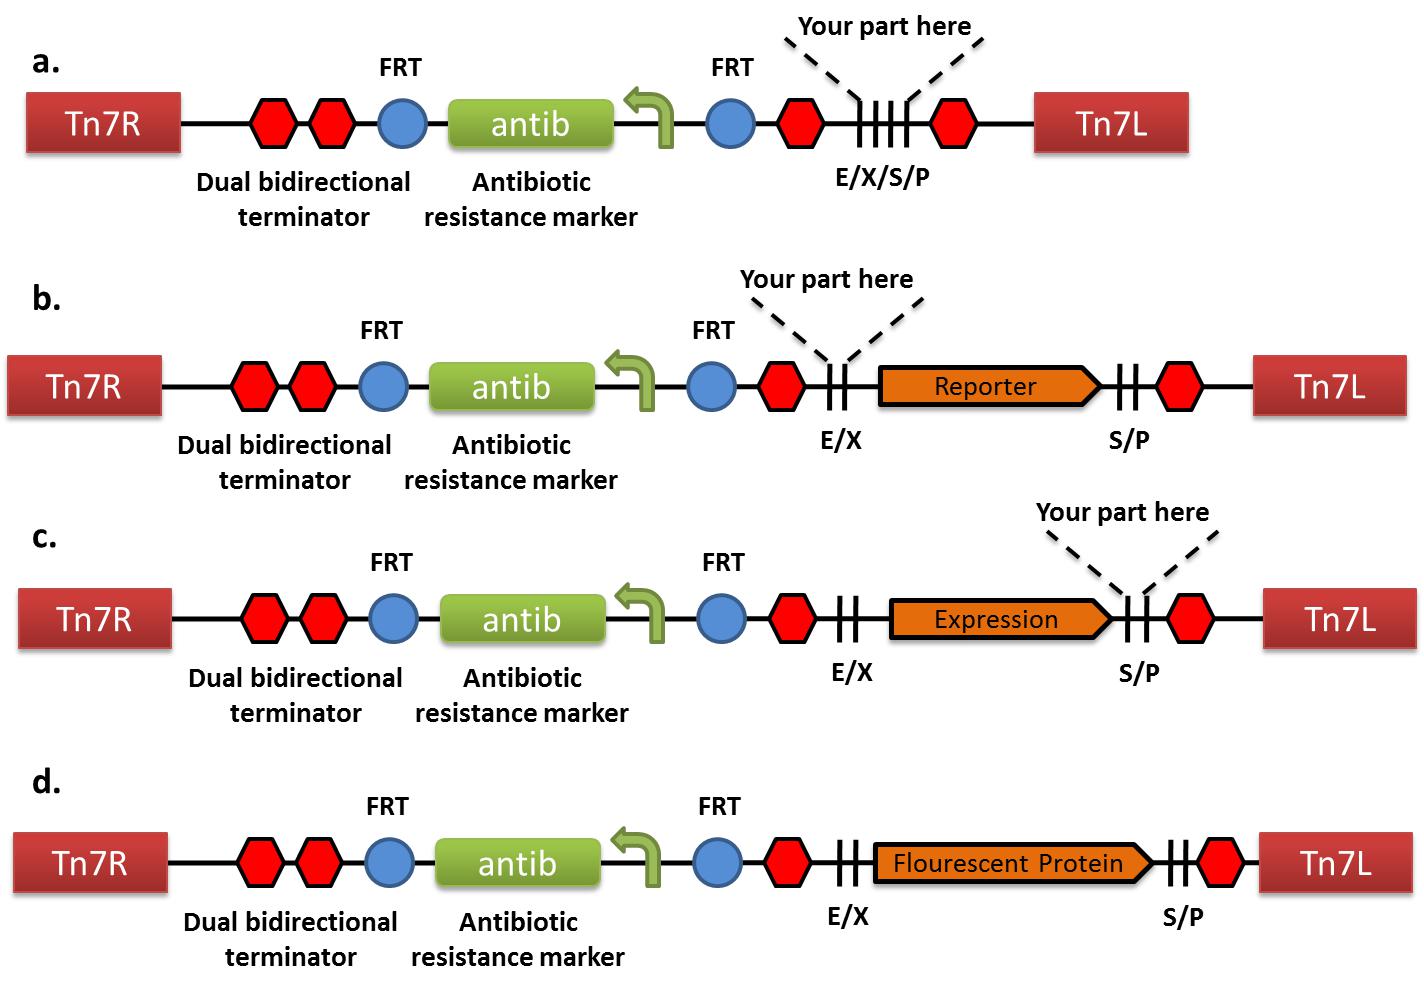 Your part here
a.
FRT
FRT
Tn7R
antib
Tn7L
Dual bidirectional
terminator
Antibiotic
resistance marker
E/X/S/P
Your part here
b.
FRT
FRT
Tn7R
antib
Reporter
Tn7L
Dual bidirectional
terminator
Antibiotic
resistance marker
E/X
S/P
Your part here
c.
FRT
FRT
Tn7R
antib
Expression
Tn7L
Dual bidirectional
terminator
Antibiotic
resistance marker
E/X
S/P
d.
FRT
FRT
Tn7R
antib
Flourescent Protein
Tn7L
Dual bidirectional
terminator
Antibiotic
resistance marker
E/X
S/P